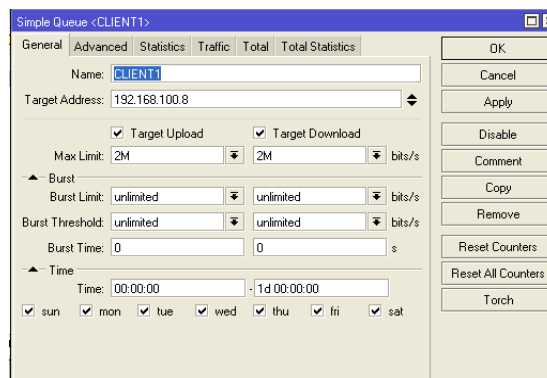 Simple Queue <CLIENT1>
General Advanced Statistics Traffic Total Total Statistics
OK
Name: CLIENT1
Cancel
Target Address: 192.168.100.8
Apply
Target Upload Target Download
Disable
Max Limit: 2M 2M bits/s
Comment
Burst
Copy
Burst Limit: unlimited unlimited bits/s
Remove
Burst Threshold: unlimited unlimited bits/s
Burst Time: 0 0 s
Reset Counters
Time
Reset All Counters
Time: 00:00:00 - 1d 00:00:00
Torch
sun mon tue wed thu fri sat